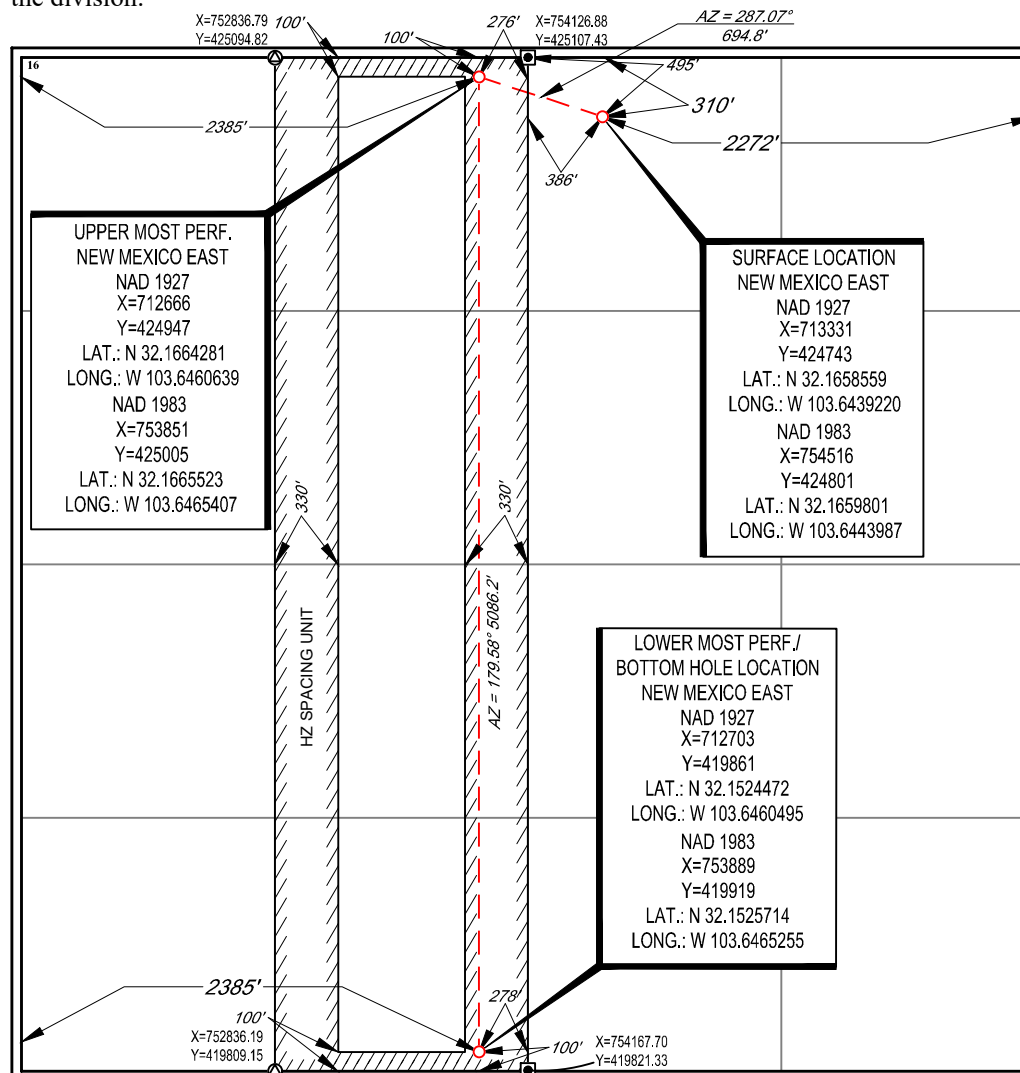 the division.
X=752836.79
Y=425094.82
100'
100'
276'
X=754126.88
Y=425107.43
AZ = 287.07°
694.8'
16
495'
310'
2385'
2272'
386'
UPPER MOST PERF.
NEW MEXICO EAST
NAD 1927
X=712666
Y=424947
LAT.: N 32.1664281
LONG.: W 103.6460639
NAD 1983
X=753851
Y=425005
LAT.: N 32.1665523
LONG.: W 103.6465407
SURFACE LOCATION
NEW MEXICO EAST
NAD 1927
X=713331
Y=424743
LAT.: N 32.1658559
LONG.: W 103.6439220
NAD 1983
X=754516
Y=424801
LAT.: N 32.1659801
LONG.: W 103.6443987
330'
330'
HZ SPACING UNIT
AZ = 179.58° 5086.2'
LOWER MOST PERF./
BOTTOM HOLE LOCATION
NEW MEXICO EAST
NAD 1927
X=712703
Y=419861
LAT.: N 32.1524472
LONG.: W 103.6460495
NAD 1983
X=753889
Y=419919
LAT.: N 32.1525714
LONG.: W 103.6465255
2385'
278'
100'
X=752836.19
Y=419809.15
100'
X=754167.70
Y=419821.33